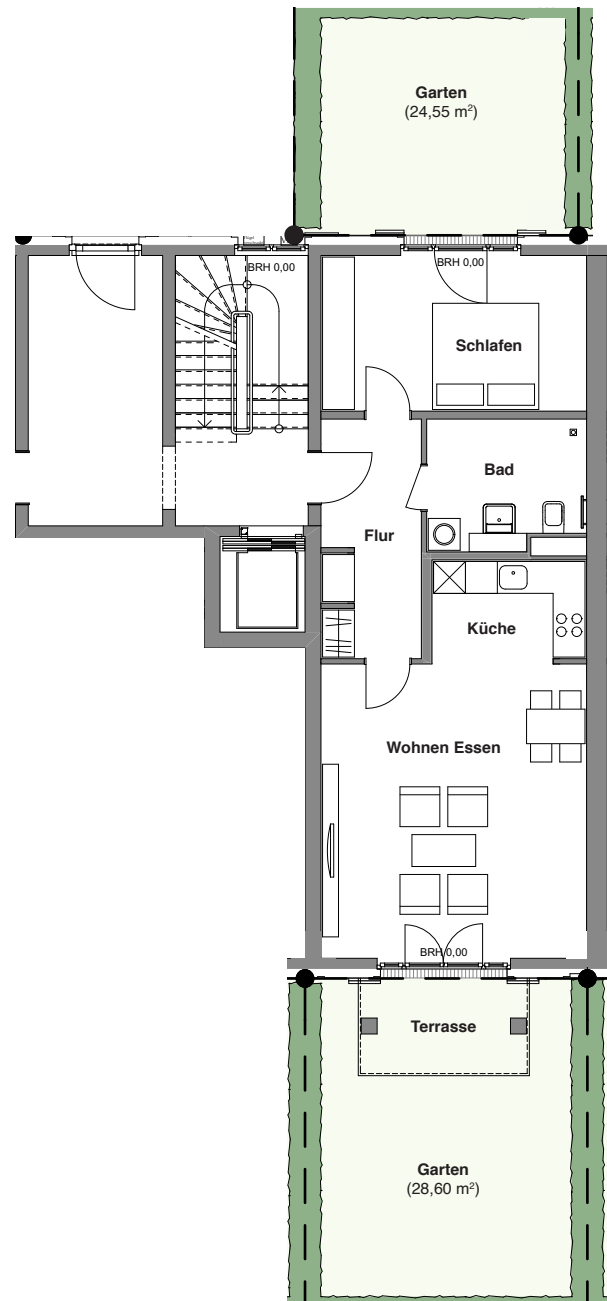 Garten
(24,55 m²)
BRH 0,00
BRH 0,00
Schlafen
Bad
Flur
Küche
Wohnen Essen
BRH 0,00
Terrasse
Garten
(28,60 m²)